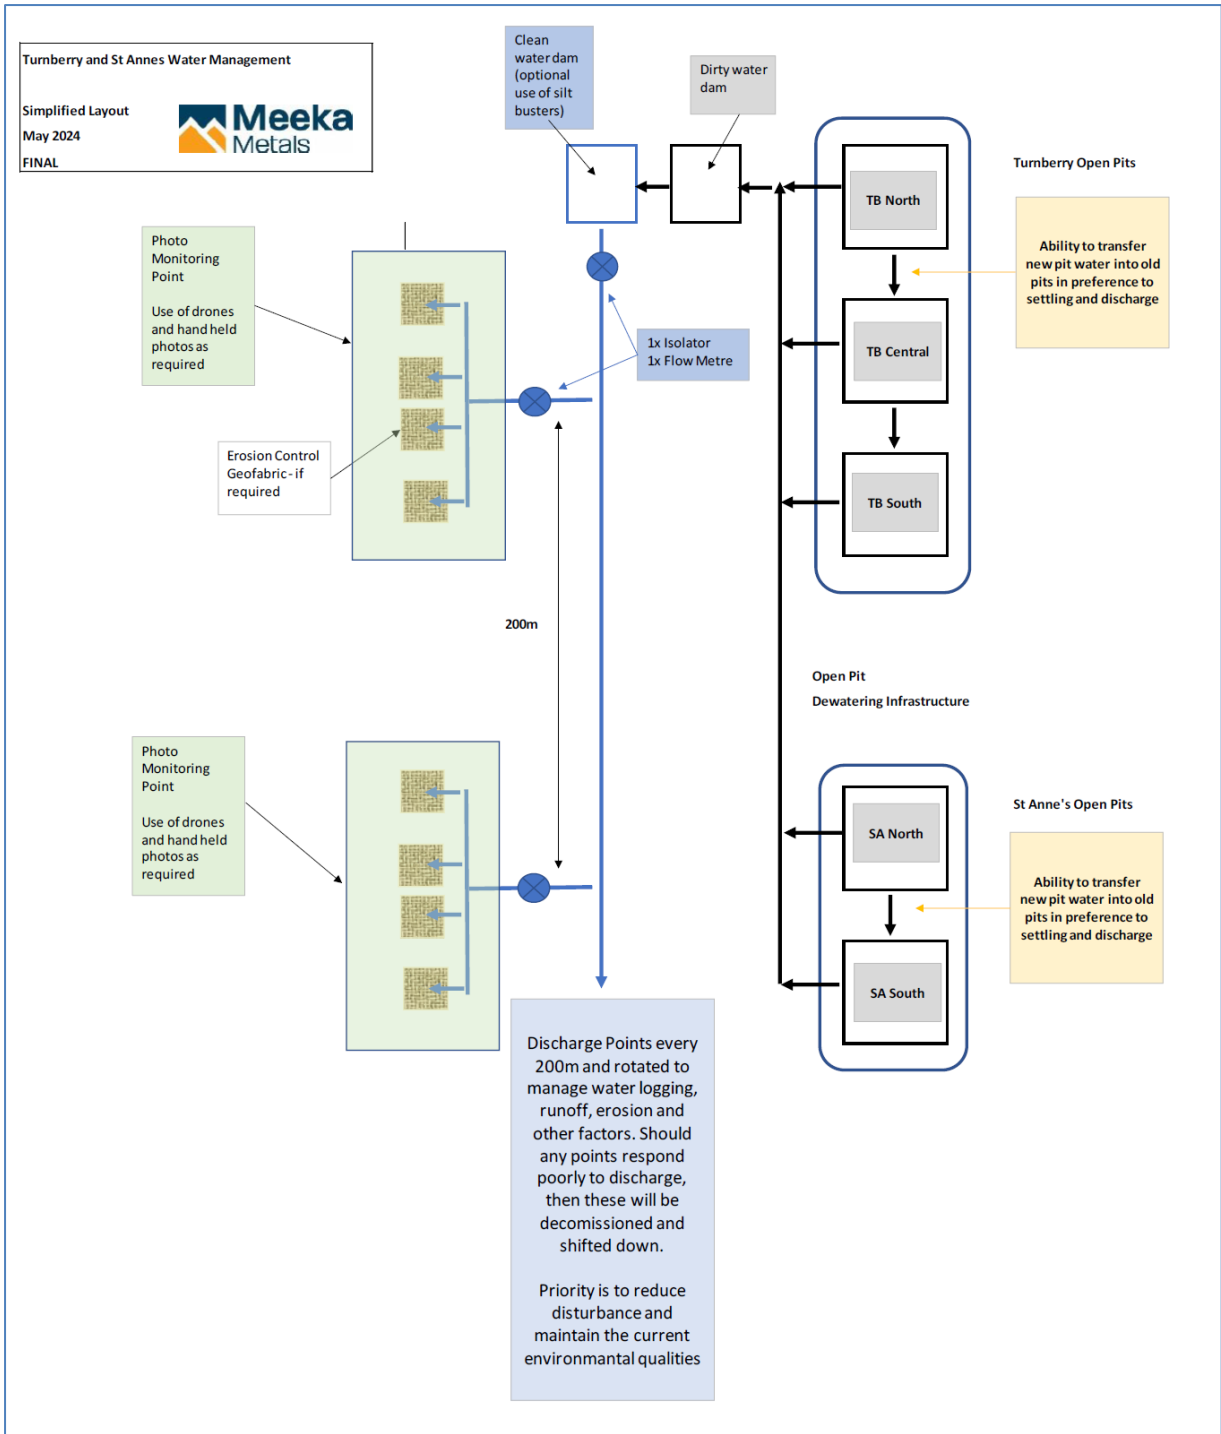 Turnberry and St Annes Water Management
Simplified Layout
May 2024
FINAL
Meeka
Metals
Clean
water dam
(optional
use of silt
busters)
Dirty water
dam
Turnberry Open Pits
TB North
TB Central
TB South
Ability to transfer
new pit water into old
pits in preference to
settling and discharge
Photo
Monitoring
Point
Use of drones
and hand held
photos as
required
1x Isolator
1x Flow Metre
Erosion Control
Geofabric - if
required
200m
Open Pit
Dewatering Infrastructure
Photo
Monitoring
Point
Use of drones
and hand held
photos as
required
St Anne's Open Pits
SA North
SA South
Ability to transfer
new pit water into old
pits in preference to
settling and discharge
Discharge Points every
200m and rotated to
manage water logging,
runoff, erosion and
other factors. Should
any points respond
poorly to discharge,
then these will be
decomissioned and
shifted down.
Priority is to reduce
disturbance and
maintain the current
environmantal qualities